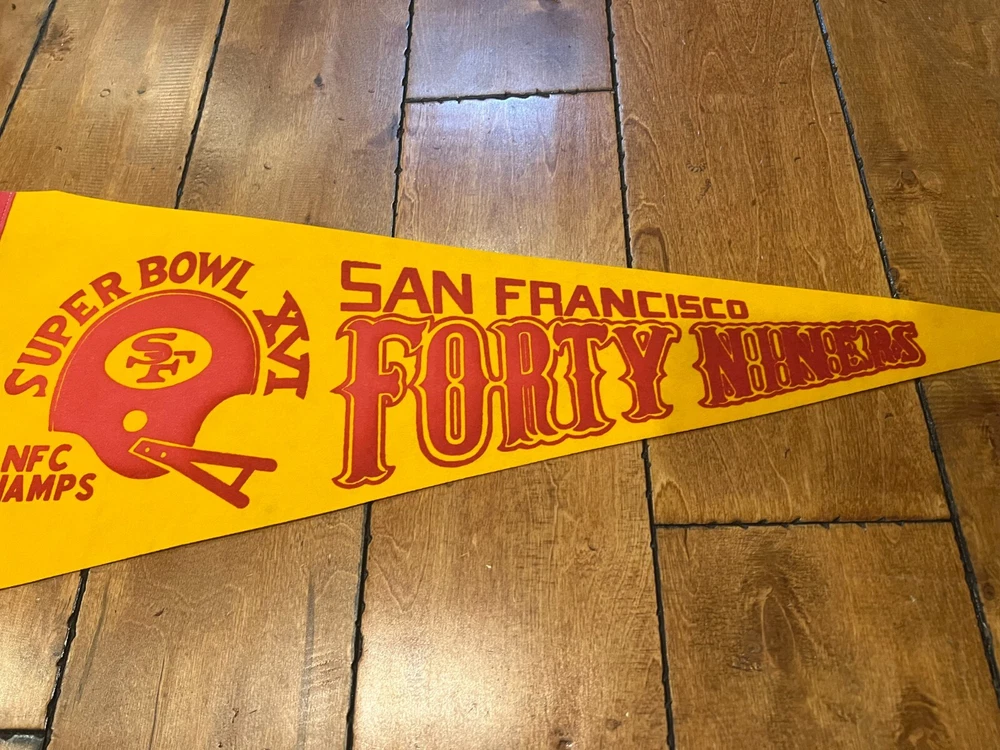 SUPER BOWL XVI
SF
NFC
HAMPS
SAN FRANCISCO
FORTY NINERS